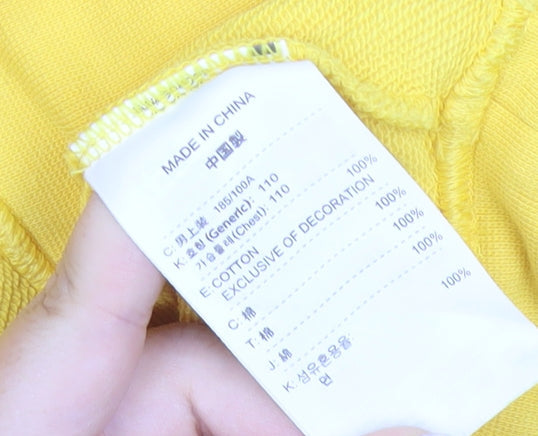 MADE IN CHINA
中国製
C: 男上装 185/100A
K: 호칭(Generic): 110
가슴둘레(Chest): 110
E: COTTON 100%
EXCLUSIVE OF DECORATION
C: 棉 100%
T: 棉 100%
J: 綿 100%
K: 섬유혼용율: 100%
면